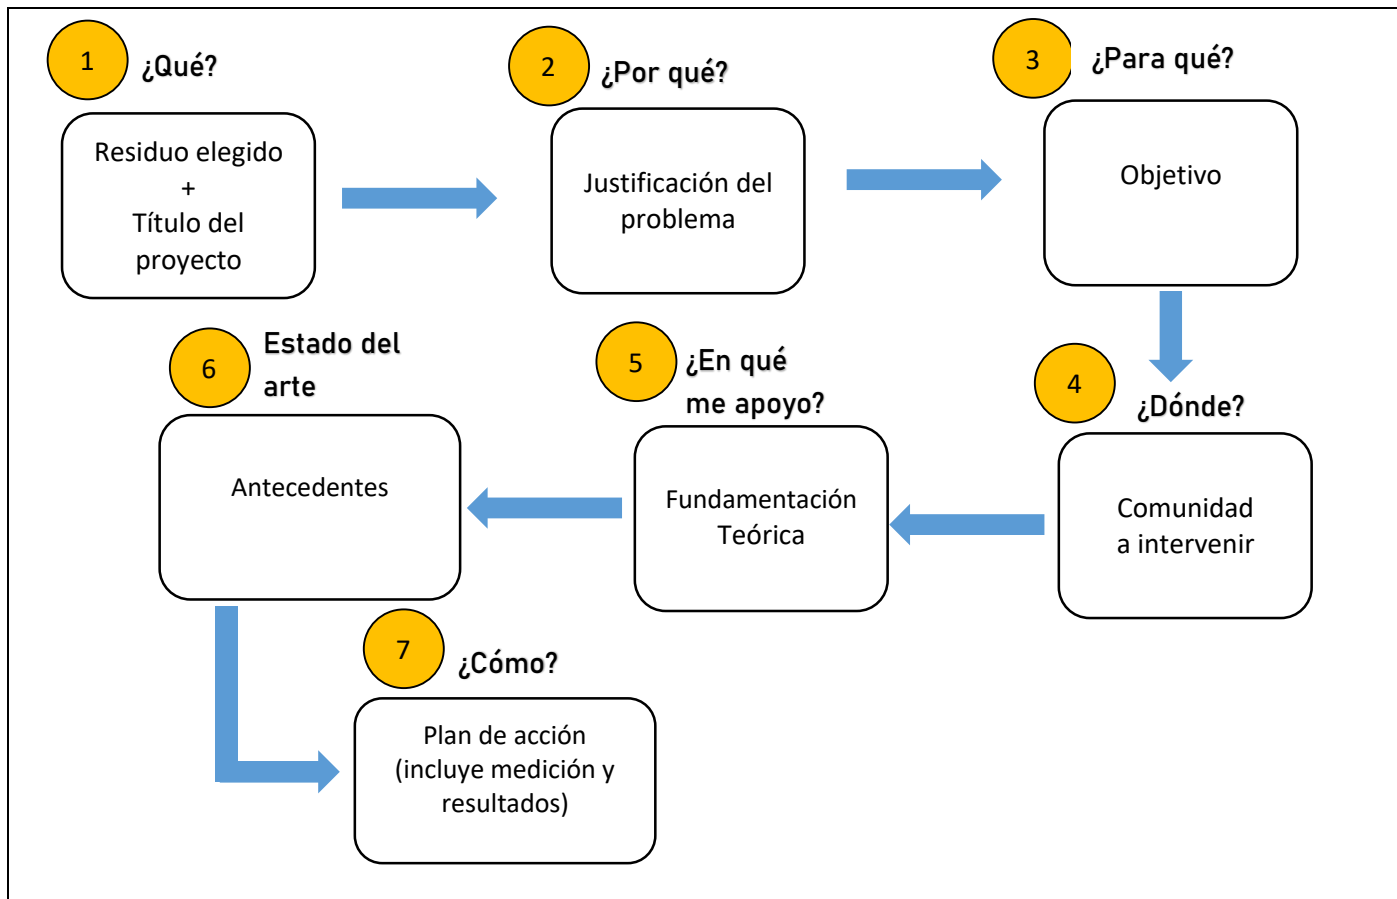 1
¿Qué?
Residuo elegido
+
Título del
proyecto
2
¿Por qué?
Justificación del
problema
3
¿Para qué?
Objetivo
4
¿Dónde?
Comunidad
a intervenir
5
¿En qué
me apoyo?
Fundamentación
Teórica
6
Estado del
arte
Antecedentes
7
¿Cómo?
Plan de acción
(incluye medición y
resultados)